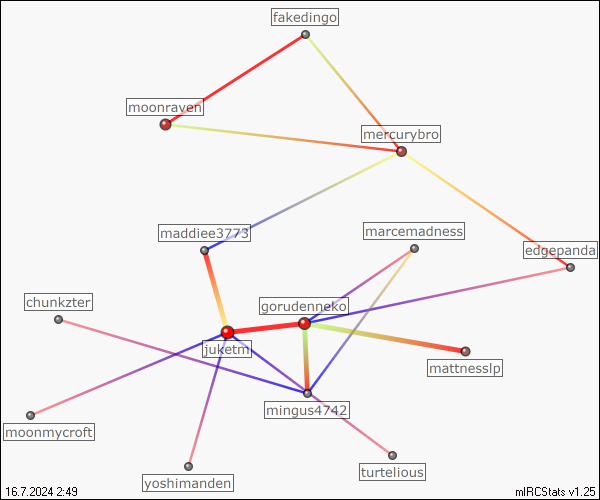 fakedingo
moonraven
mercurybro
maddiee3773
marcemadness
edgepanda
chunkzter
gorudenneko
juketm
mattnesslp
mingus4742
moonmycroft
turtelious
yoshimanden
16.7.2024 2:49
mIRCStats v1.25